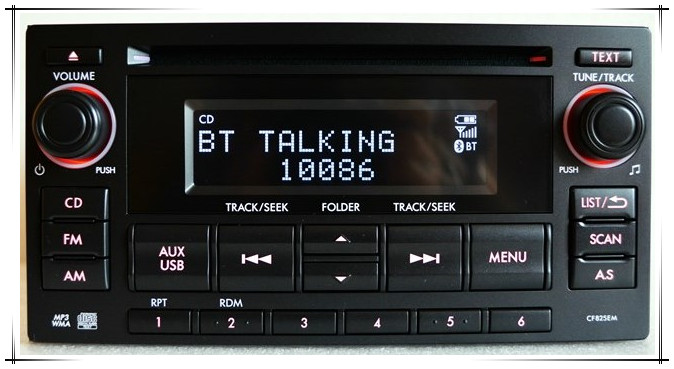 TEXT
VOLUME
TUNE/TRACK
CD
BT TALKING
10086
BT
PUSH
PUSH
TRACK/SEEK
FOLDER
TRACK/SEEK
CD
LIST/
FM
AUX
USB
MENU
SCAN
AM
A.S
RPT
RDM
MP3
WMA
1
2
3
4
5
6
CF825EM